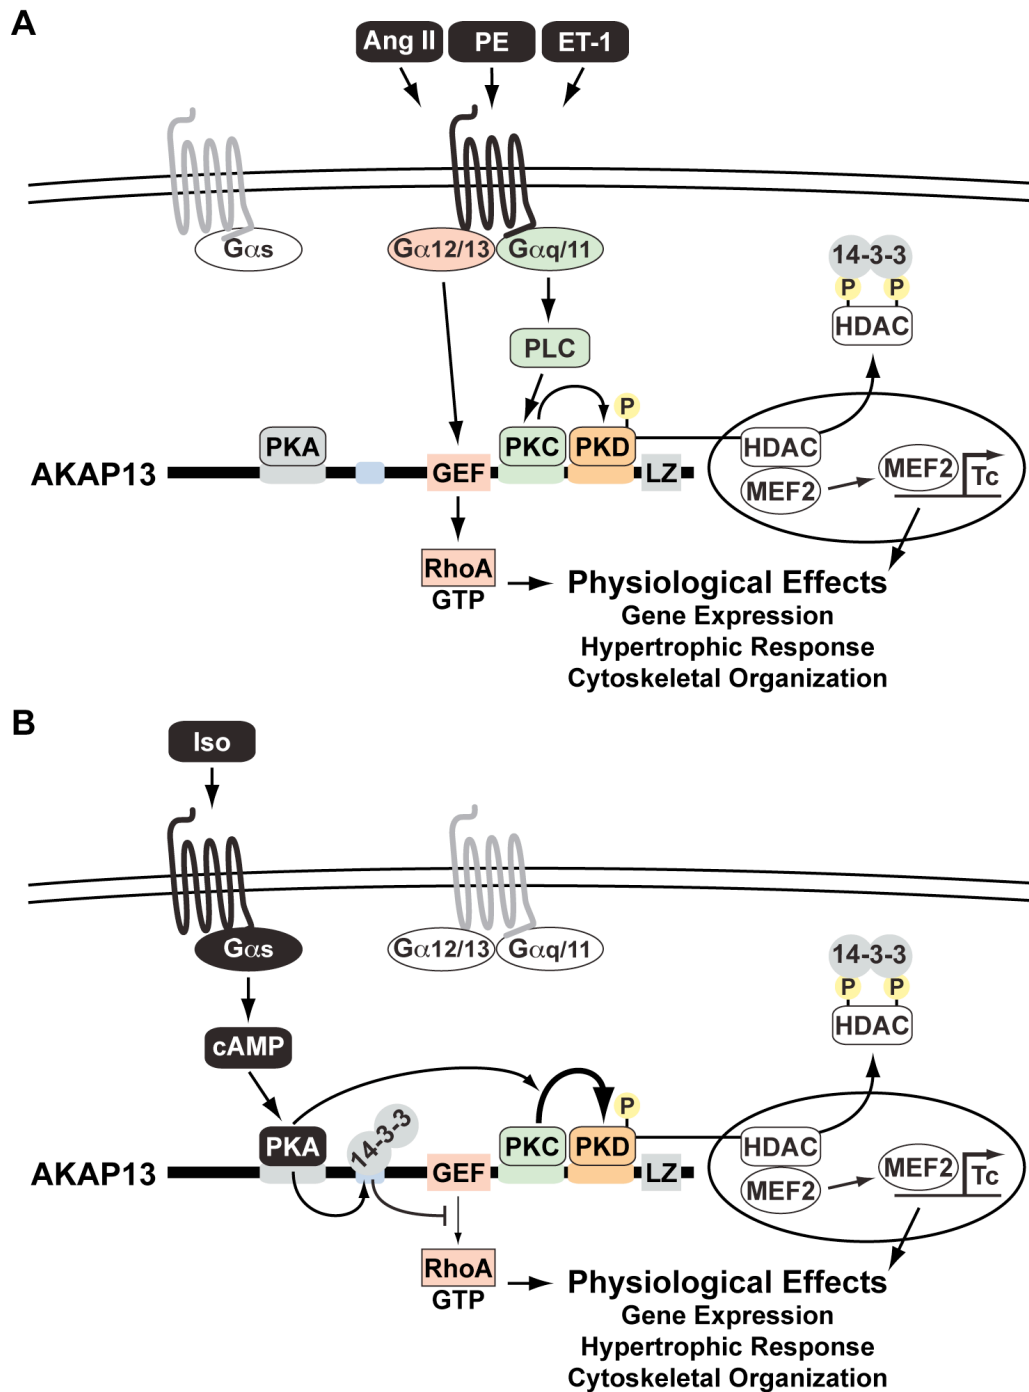 A
Ang II PE ET-1
Gαs Gα12/13 Gαq/11
14-3-3
P P
HDAC
PLC
P
PKA PKC PKD HDAC
AKAP13 GEF LZ MEF2 MEF2 Tc
RhoA
GTP
Physiological Effects
Gene Expression
Hypertrophic Response
Cytoskeletal Organization
B
Iso
Gαs Gα12/13 Gαq/11
14-3-3
P P
HDAC
cAMP
P
PKA 14-3-3 PKC PKD HDAC
AKAP13 GEF LZ MEF2 MEF2 Tc
RhoA
GTP
Physiological Effects
Gene Expression
Hypertrophic Response
Cytoskeletal Organization